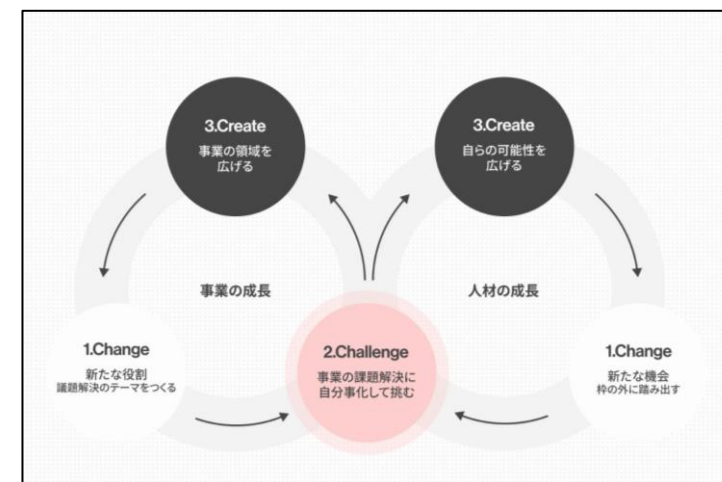 3.Create
事業の領域を
広げる
3.Create
自らの可能性を
広げる
事業の成長
人材の成長
1.Change
新たな役割
議題解決のテーマをつくる
2.Challenge
事業の課題解決に
自分事化して挑む
1.Change
新たな機会
枠の外に踏み出す